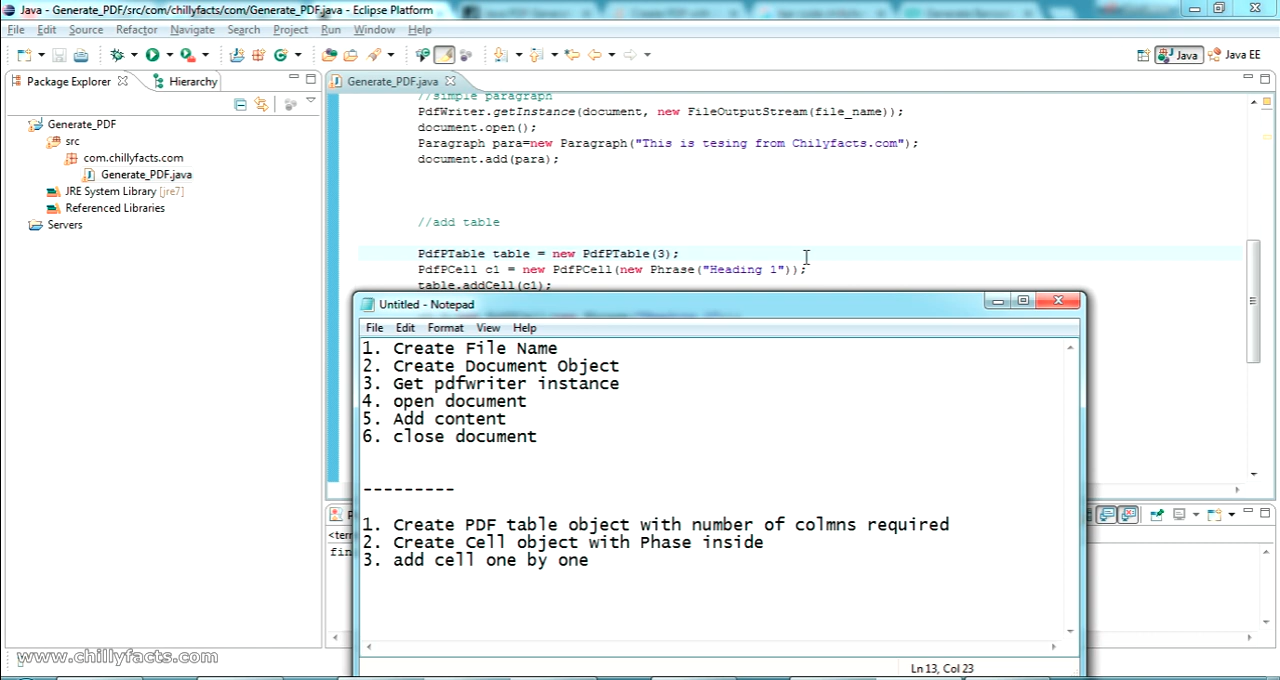 Java - Generate_PDF/src/com/chillyfacts/com/Generate_PDF.java - Eclipse Platform
File Edit Source Refactor Navigate Search Project Run Window Help
Java Java EE
Package Explorer Hierarchy
Generate_PDF.java
Generate_PDF
src
com.chillyfacts.com
Generate_PDF.java
JRE System Library [jre7]
Referenced Libraries
Servers
//simple paragraph
PdfWriter.getInstance(document, new FileOutputStream(file_name));
document.open();
Paragraph para=new Paragraph("This is tesing from Chilyfacts.com");
document.add(para);
//add table
PdfPTable table = new PdfPTable(3);
PdfPCell c1 = new PdfPCell(new Phrase("Heading 1"));
table.addCell(c1);
Untitled - Notepad
File Edit Format View Help
1. Create File Name
2. Create Document Object
3. Get pdfwriter instance
4. open document
5. Add content
6. close document
---------
1. Create PDF table object with number of colmns required
2. Create Cell object with Phase inside
3. add cell one by one
Ln 13, Col 23
<ter
fin
www.chillyfacts.com